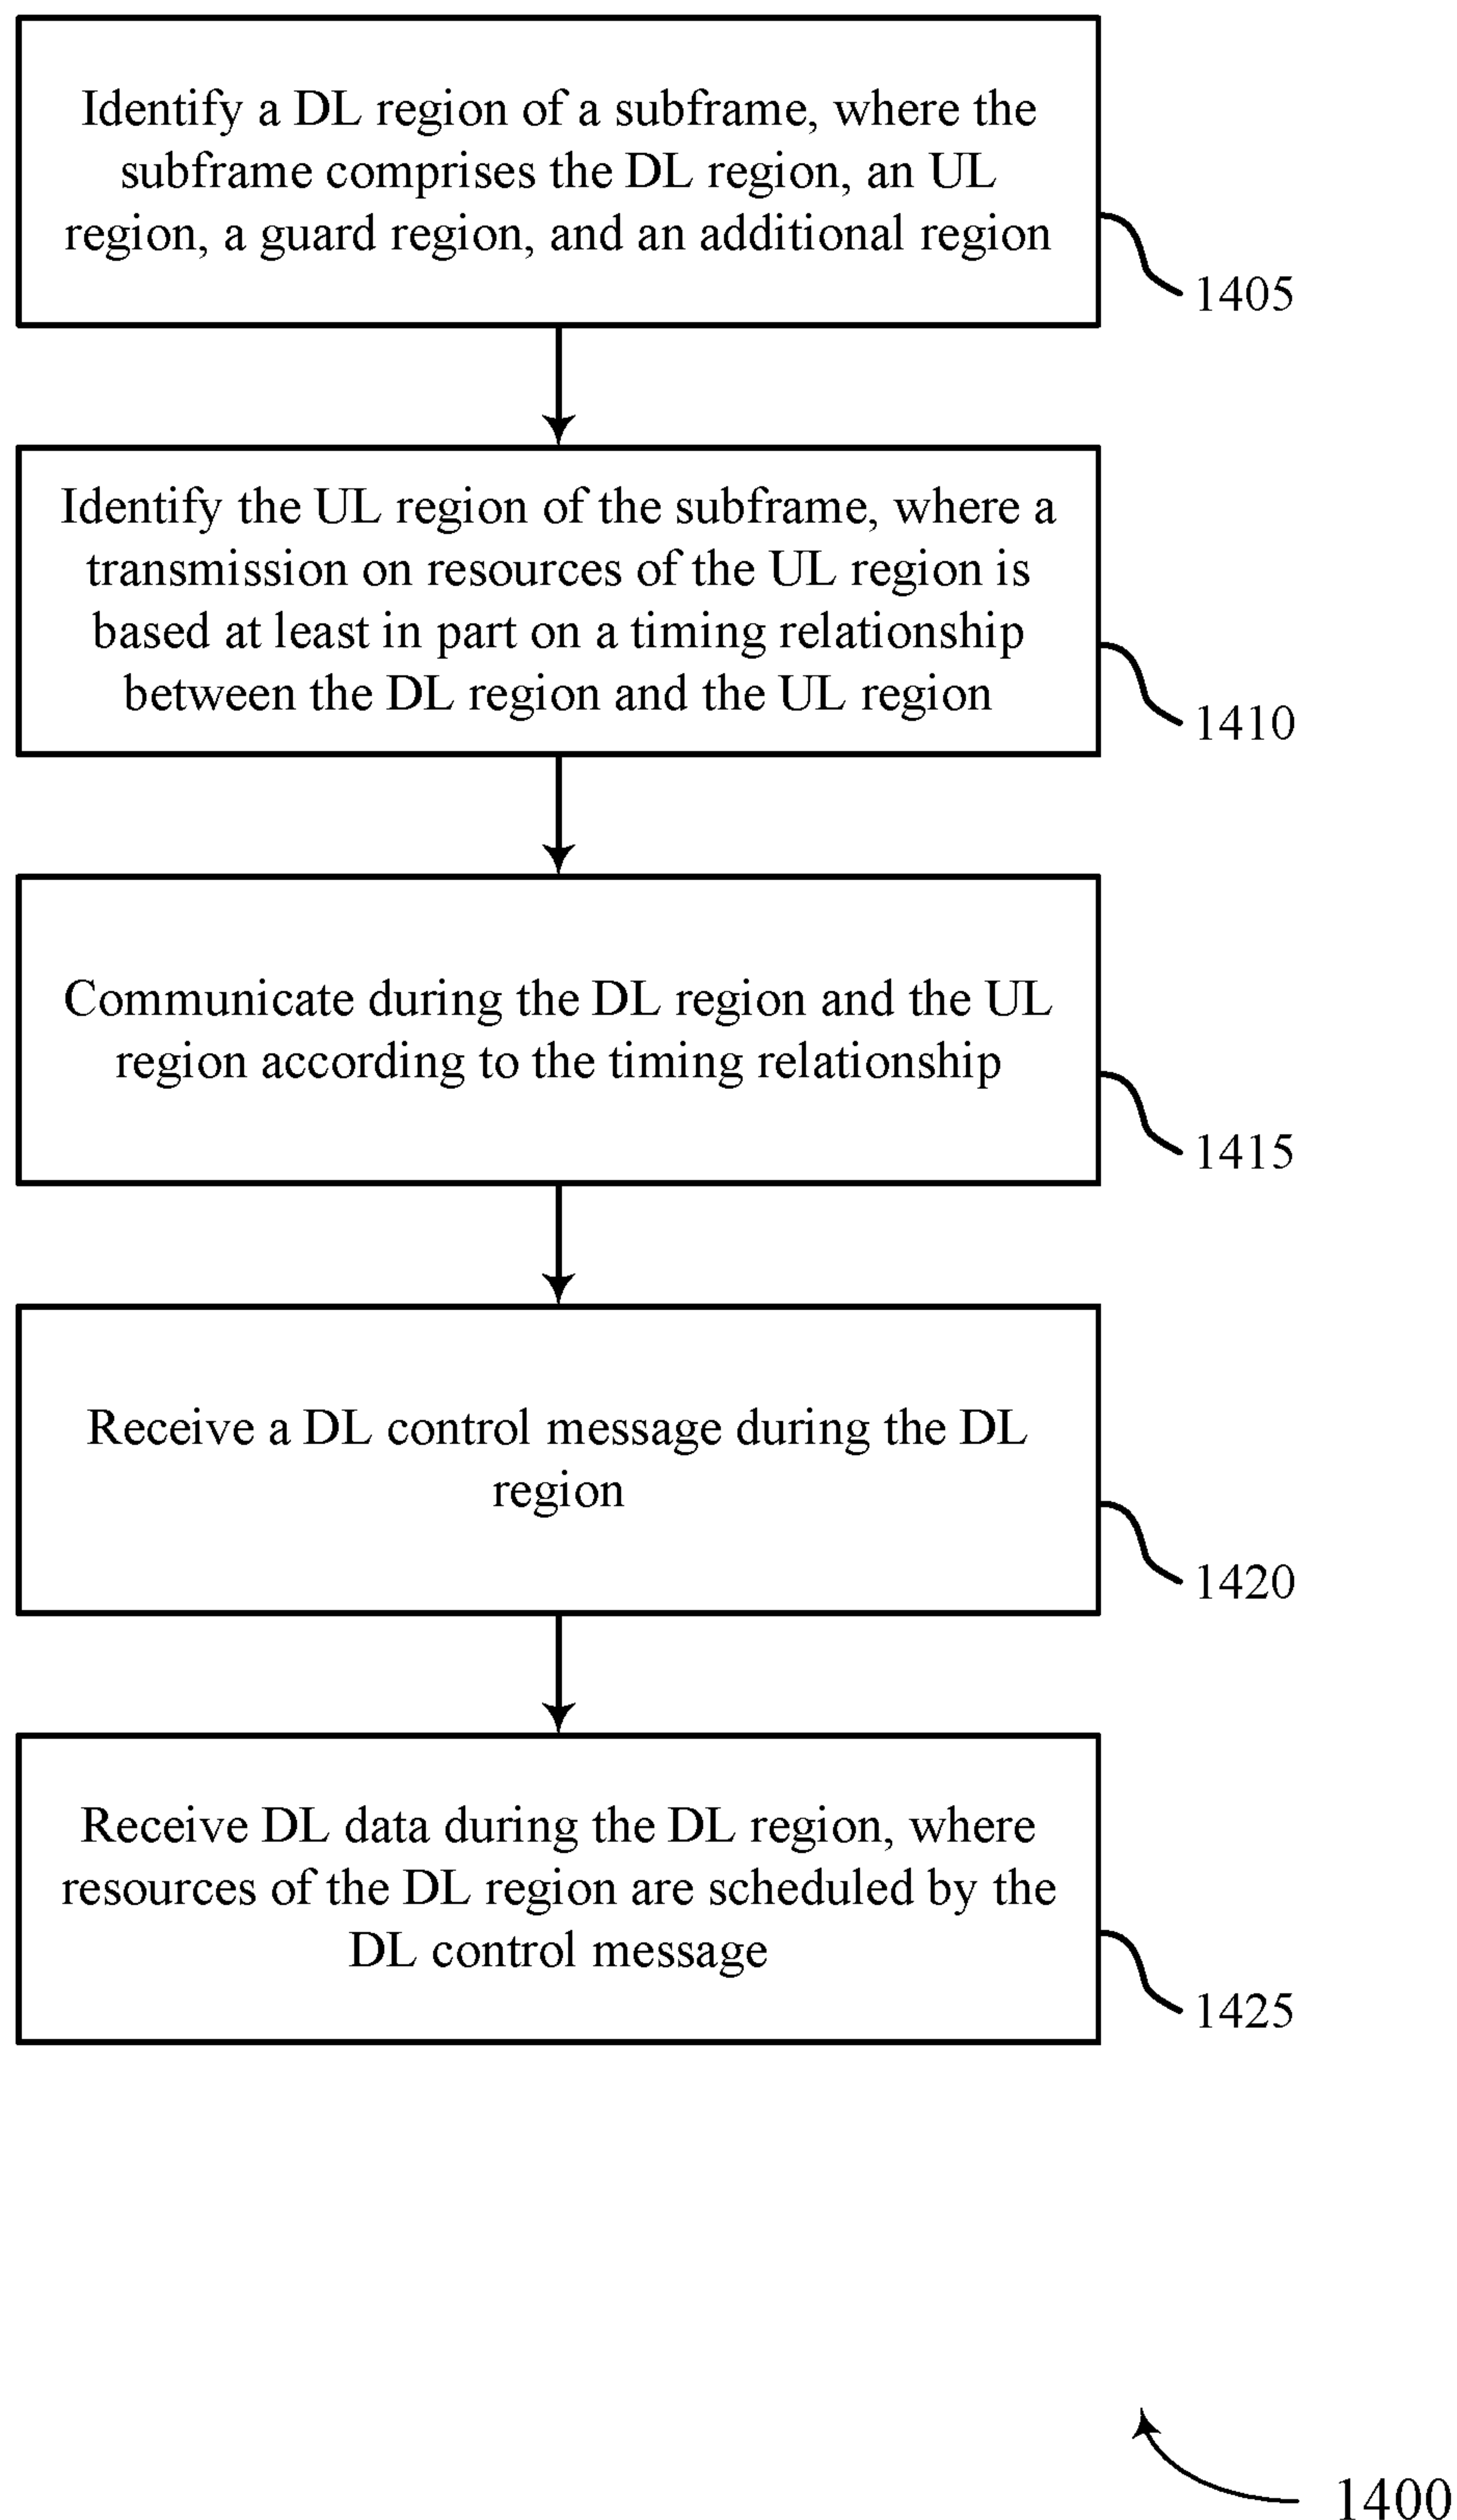 Identify a DL region of a subframe, where the
subframe comprises the DL region, an UL
region, a guard region, and an additional region
1405
Identify the UL region of the subframe, where a
transmission on resources of the UL region is
based at least in part on a timing relationship
between the DL region and the UL region
1410
Communicate during the DL region and the UL
region according to the timing relationship
1415
Receive a DL control message during the DL
region
1420
Receive DL data during the DL region, where
resources of the DL region are scheduled by the
DL control message
1425
1400